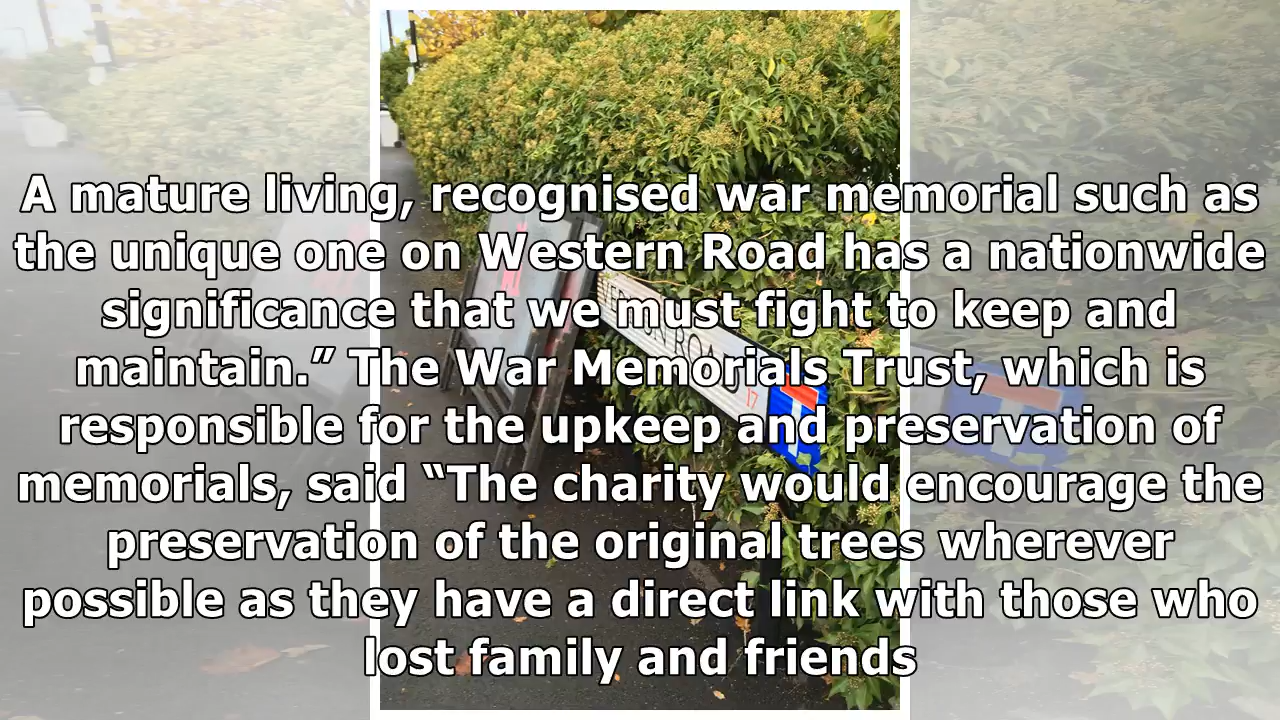 A mature living, recognised war memorial such as
the unique one on Western Road has a nationwide
significance that we must fight to keep and
maintain.” The War Memorials Trust, which is
responsible for the upkeep and preservation of
memorials, said “The charity would encourage the
preservation of the original trees wherever
possible as they have a direct link with those who
lost family and friends
ROAD
17